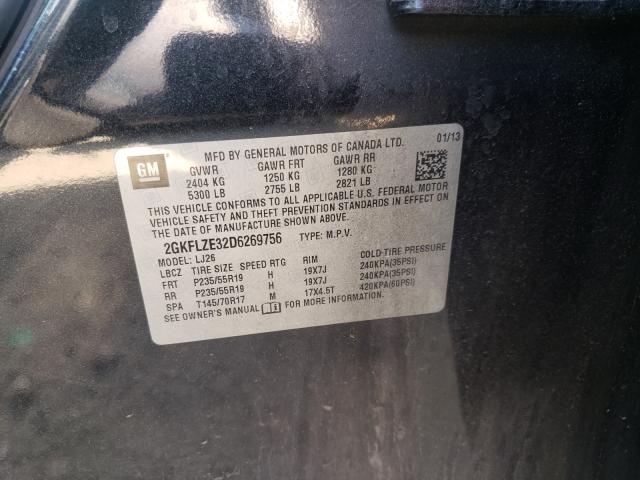 GM
MFD BY GENERAL MOTORS OF CANADA LTD. 01/13
GVWR GAWR FRT GAWR RR
2404 KG 1250 KG 1280 KG
5300 LB 2755 LB 2821 LB
THIS VEHICLE CONFORMS TO ALL APPLICABLE U.S. FEDERAL MOTOR
VEHICLE SAFETY AND THEFT PREVENTION STANDARDS IN EFFECT ON
THE DATE OF MANUFACTURE SHOWN ABOVE.
2GKFLZE32D6269756 TYPE: M.P.V.
MODEL: LJ26
LBCZ TIRE SIZE SPEED RTG RIM COLD TIRE PRESSURE
FRT P235/55R19 H 19X7J 240KPA(35PSI)
RR P235/55R19 H 19X7J 240KPA(35PSI)
SPA T145/70R17 M 17X4.5T 420KPA(60PSI)
SEE OWNER'S MANUAL FOR MORE INFORMATION.